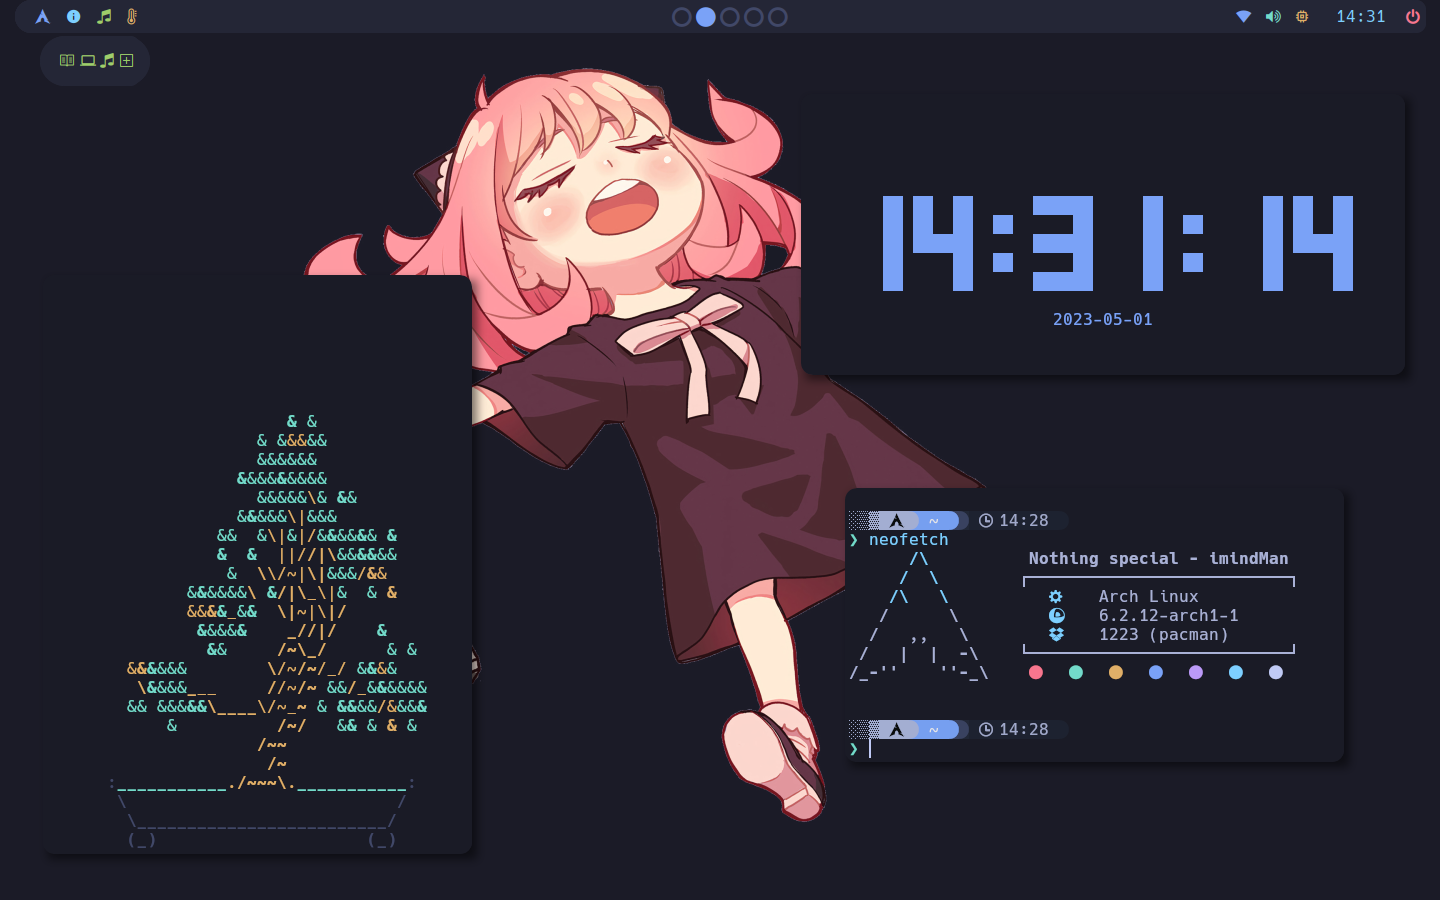 14:31
14:31:14
2023-05-01
~ 14:28
❯ neofetch
Nothing special - imindMan
Arch Linux
6.2.12-arch1-1
1223 (pacman)
~ 14:28
❯